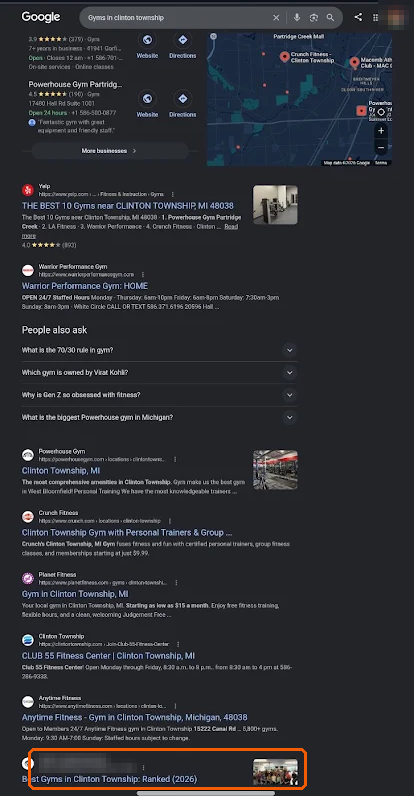 Google
Gyms in clinton township
3.9 ★★★★ (379) · Gym
7+ years in business · 41941 Garfi...
Open · Closes 12 am · +1 586-701-...
On-site services · Online classes
Website
Directions
Powerhouse Gym Partridg...
4.5 (190) · Gym
17480 Hall Rd Suite 1001
Open 24 hours · +1 586-500-0877
"Fantastic gym with great
equipment and friendly staff."
Website
Directions
More businesses
Partridge Creek Mall
Crunch Fitness -
Clinton Township
Macomb Ath
Club - MAC
Powerhou
Gym Partr
Map data ©2026 Google Terms
Yelp
https://www.yelp.com › ... › Fitness & Instruction › Gyms
THE BEST 10 Gyms near CLINTON TOWNSHIP, MI 48038
The Best 10 Gyms near Clinton Township, MI 48038 · 1. Powerhouse Gym Partridge
Creek · 2. LA Fitness · 3. Warrior Performance · 4. Crunch Fitness · Clinton ... Read
more
4.0 (893)
Warrior Performance Gym
https://www.warriorperformancegym.com
Warrior Performance Gym: HOME
OPEN 24/7 Staffed Hours Monday - Thursday: 6am-10pm Friday: 6am-8pm Saturday: 7:30am-3pm
Sunday: 8am-3pm · White Circle CALL OR TEXT 586.371.6196 20596 Hall ...
People also ask
What is the 70/30 rule in gym?
Which gym is owned by Virat Kohli?
Why is Gen Z so obsessed with fitness?
What is the biggest Powerhouse gym in Michigan?
Powerhouse Gym
https://powerhousegym.com › locations › clintontowns...
Clinton Township, MI
The most comprehensive amenities in Clinton Township. Gym make us the best gym
in West Bloomfield! Personal Training We have the most knowledgeable trainers ...
Crunch Fitness
https://www.crunch.com › locations › clinton-township
Clinton Township Gym with Personal Trainers & Group ...
Crunch's Clinton Township, MI Gym fuses fitness and fun with certified personal trainers, group fitness
classes, and memberships starting at just $9.99.
Planet Fitness
https://www.planetfitness.com › gyms › clinton-townshi...
Gym in Clinton Township, MI
Your local gym in Clinton Township, MI. Starting as low as $15 a month. Enjoy free fitness training,
flexible hours, and a clean, welcoming Judgement Free ...
Clinton Township
https://clintontownship.com › Join-Club-55-Fitness-Center
CLUB 55 Fitness Center | Clinton Township, MI
Club 55 Fitness Center! Open Monday through Friday, 8:30 a.m. to 8 p.m.. from 8:30 am to 4 pm at 586-
286-9333.
Anytime Fitness
https://www.anytimefitness.com › locations › clinton-to...
Anytime Fitness - Gym in Clinton Township, Michigan, 48038
Open to Members 24/7 Anytime Fitness gym in Clinton Township 15222 Canal Rd .. 5,800+ gyms.
Monday: 9:30 AM-7:00 Sunday: Staffed hours subject to change.
Best Gyms in Clinton Township: Ranked (2026)